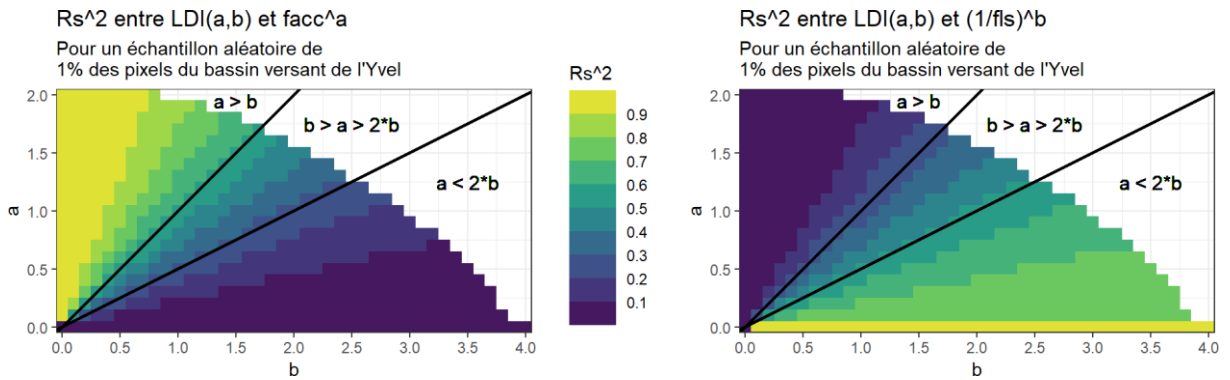 Rs^2 entre LDI(a,b) et facc^a
Pour un échantillon aléatoire de
1% des pixels du bassin versant de l'Yvel
a > b
b > a > 2*b
a < 2*b
2.0
1.5
1.0
0.5
0.0
a
0.0 0.5 1.0 1.5 2.0 2.5 3.0 3.5 4.0
b
Rs^2
0.9
0.8
0.7
0.6
0.5
0.4
0.3
0.2
0.1
Rs^2 entre LDI(a,b) et (1/fls)^b
Pour un échantillon aléatoire de
1% des pixels du bassin versant de l'Yvel
a > b
b > a > 2*b
a < 2*b
2.0
1.5
1.0
0.5
0.0
a
0.0 0.5 1.0 1.5 2.0 2.5 3.0 3.5 4.0
b